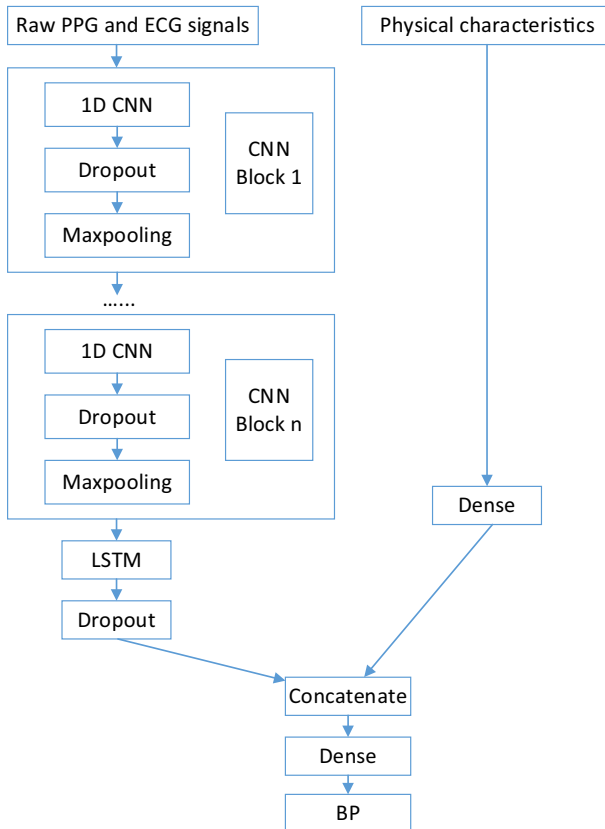 Raw PPG and ECG signals
Physical characteristics
1D CNN
Dropout
Maxpooling
CNN
Block 1
......
1D CNN
Dropout
Maxpooling
CNN
Block n
LSTM
Dropout
Dense
Concatenate
Dense
BP